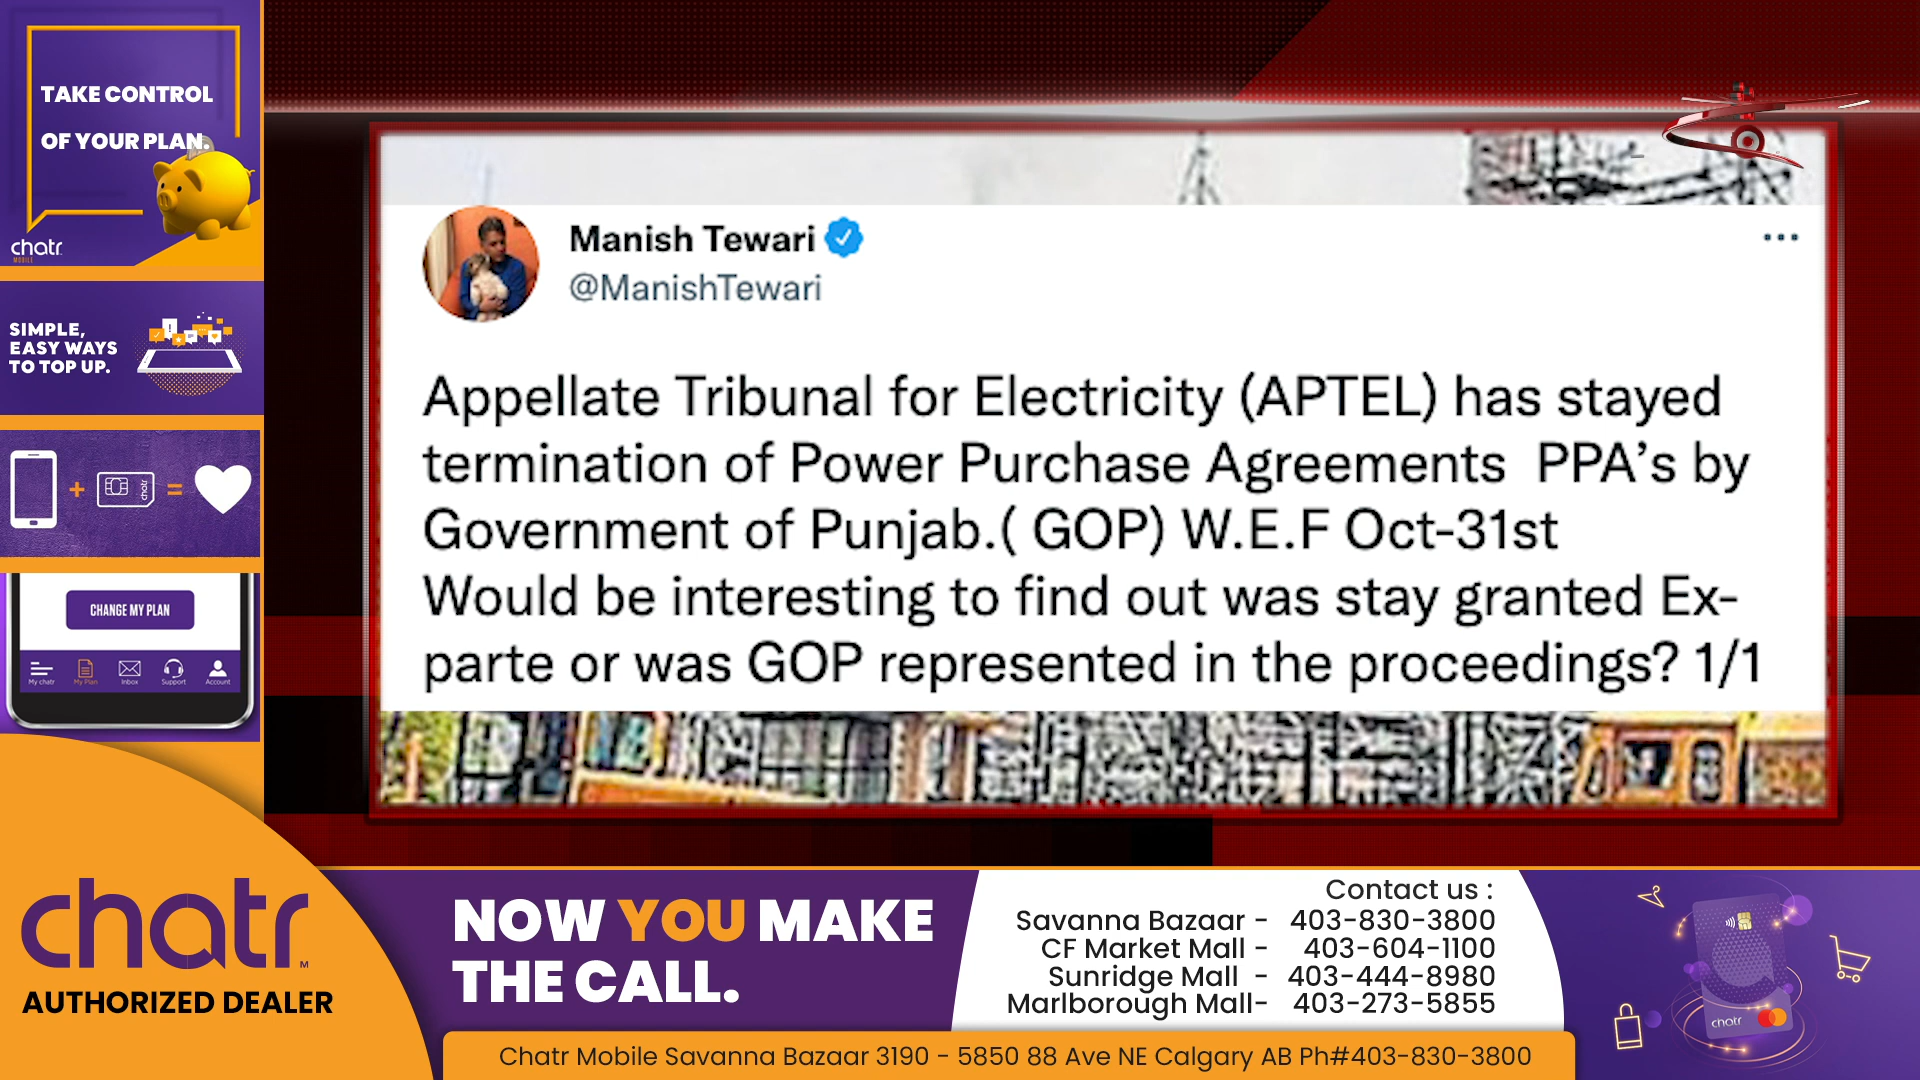 TAKE CONTROL
OF YOUR PLAN.
chatr
MOBILE
SIMPLE,
EASY WAYS
TO TOP UP.
+ chatr =
CHANGE MY PLAN
My chatr My Plan Inbox Support Account
Manish Tewari
@ManishTewari
Appellate Tribunal for Electricity (APTEL) has stayed
termination of Power Purchase Agreements  PPA’s by
Government of Punjab.( GOP) W.E.F Oct-31st
Would be interesting to find out was stay granted Ex-
parte or was GOP represented in the proceedings? 1/1
chatr
AUTHORIZED DEALER
NOW YOU MAKE
THE CALL.
Contact us :
Savanna Bazaar - 403-830-3800
CF Market Mall - 403-604-1100
Sunridge Mall - 403-444-8980
Marlborough Mall- 403-273-5855
chatr
Chatr Mobile Savanna Bazaar 3190 - 5850 88 Ave NE Calgary AB Ph#403-830-3800